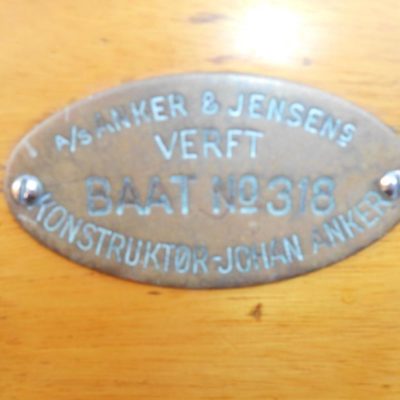 A/S ANKER & JENSENS
VERFT
BAAT NO 318
KONSTRUKTØR-JOHAN ANKER